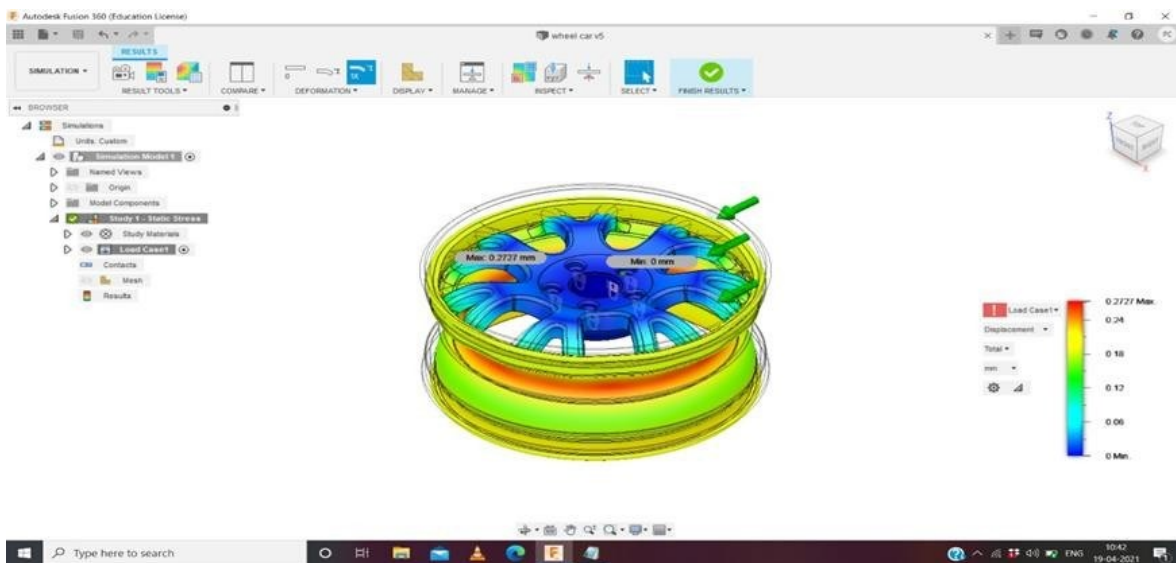 Autodesk Fusion 360 (Education License)
wheel car v5
PC
RESULTS
SIMULATION
RESULT TOOLS
COMPARE
DEFORMATION
DISPLAY
MANAGE
INSPECT
SELECT
FINISH RESULTS
BROWSER
Simulations
Units: Custom
Simulation Model 1
Named Views
Origin
Model Components
Study 1 - Static Stress
Study Materials
Load Case1
Contacts
Mesh
Results
Max: 0.2727 mm
Min: 0 mm
Z
FRONT
RIGHT
X
Load Case1
Displacement
Total
mm
0.2727 Max.
0.24
0.18
0.12
0.06
0 Min.
Type here to search
ENG
10:42
19-04-2021